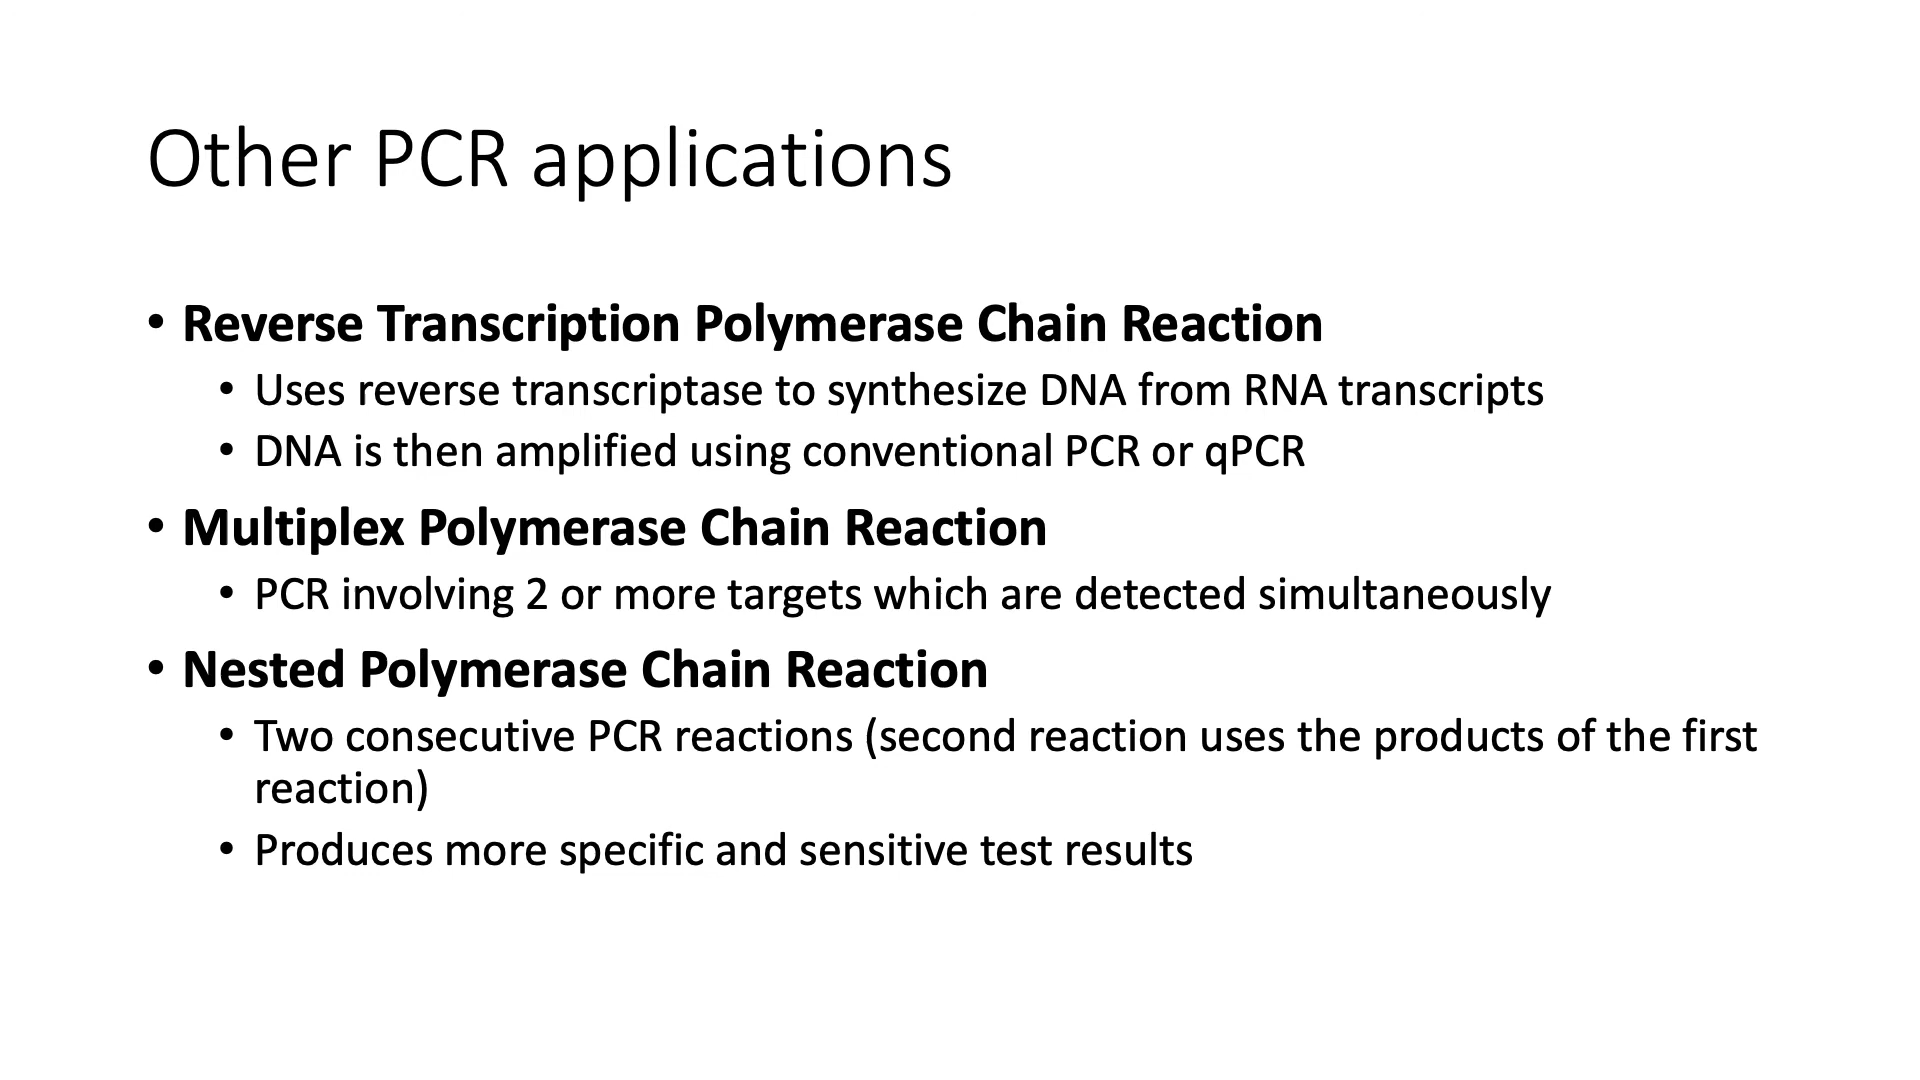 Other PCR applications
• Reverse Transcription Polymerase Chain Reaction
• Uses reverse transcriptase to synthesize DNA from RNA transcripts
• DNA is then amplified using conventional PCR or qPCR
• Multiplex Polymerase Chain Reaction
• PCR involving 2 or more targets which are detected simultaneously
• Nested Polymerase Chain Reaction
• Two consecutive PCR reactions (second reaction uses the products of the first
reaction)
• Produces more specific and sensitive test results